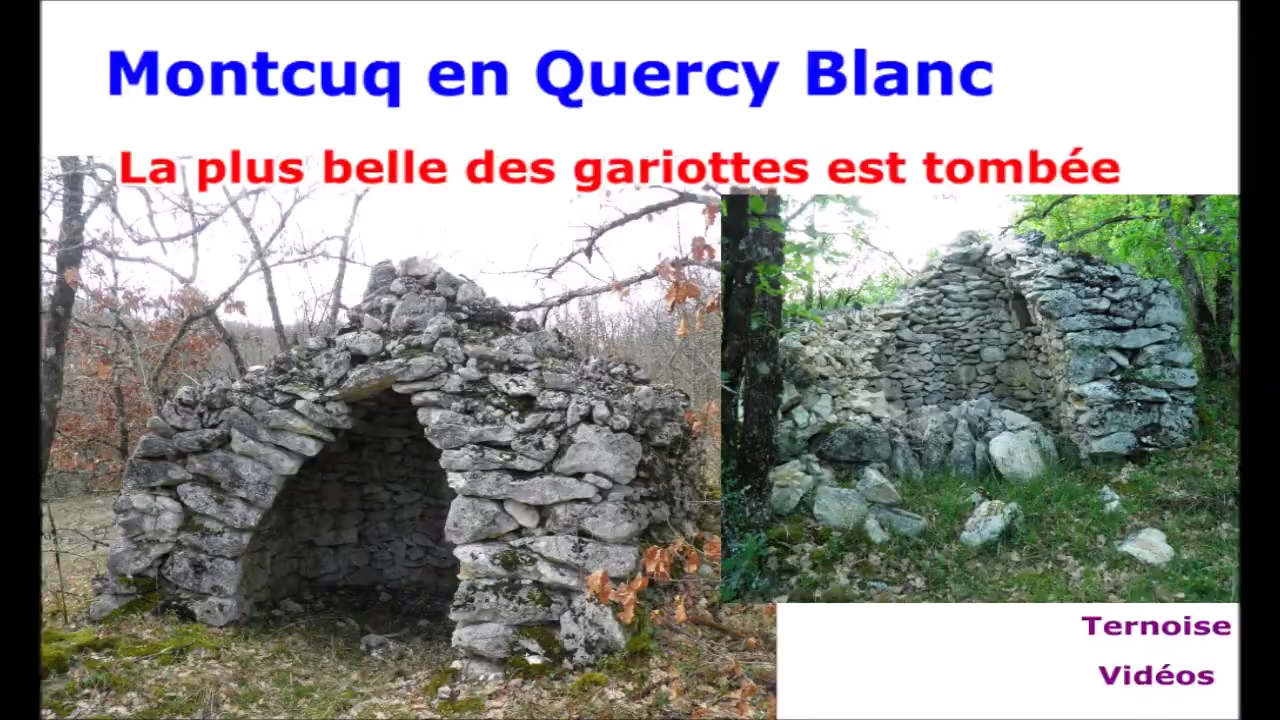 Montcuq en Quercy Blanc
La plus belle des gariottes est tombée
Ternoise
Vidéos